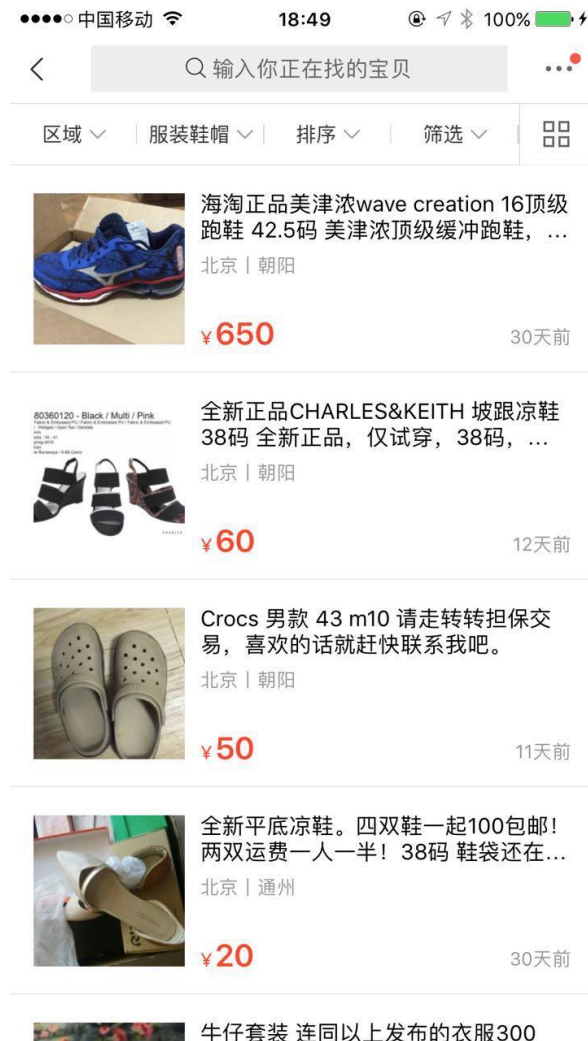 中国移动
18:49
100%
输入你正在找的宝贝
区域
服装鞋帽
排序
筛选
海淘正品美津浓wave creation 16顶级
跑鞋 42.5码 美津浓顶级缓冲跑鞋，...
北京 | 朝阳
¥650
30天前
80360120 - Black / Multi / Pink
全新正品CHARLES&KEITH 坡跟凉鞋
38码 全新正品，仅试穿，38码，...
北京 | 朝阳
¥60
12天前
Crocs 男款 43 m10 请走转转担保交
易，喜欢的话就赶快联系我吧。
北京 | 朝阳
¥50
11天前
全新平底凉鞋。四双鞋一起100包邮！
两双运费一人一半！38码 鞋袋还在...
北京 | 通州
¥20
30天前
牛仔套装 连同以上发布的衣服300